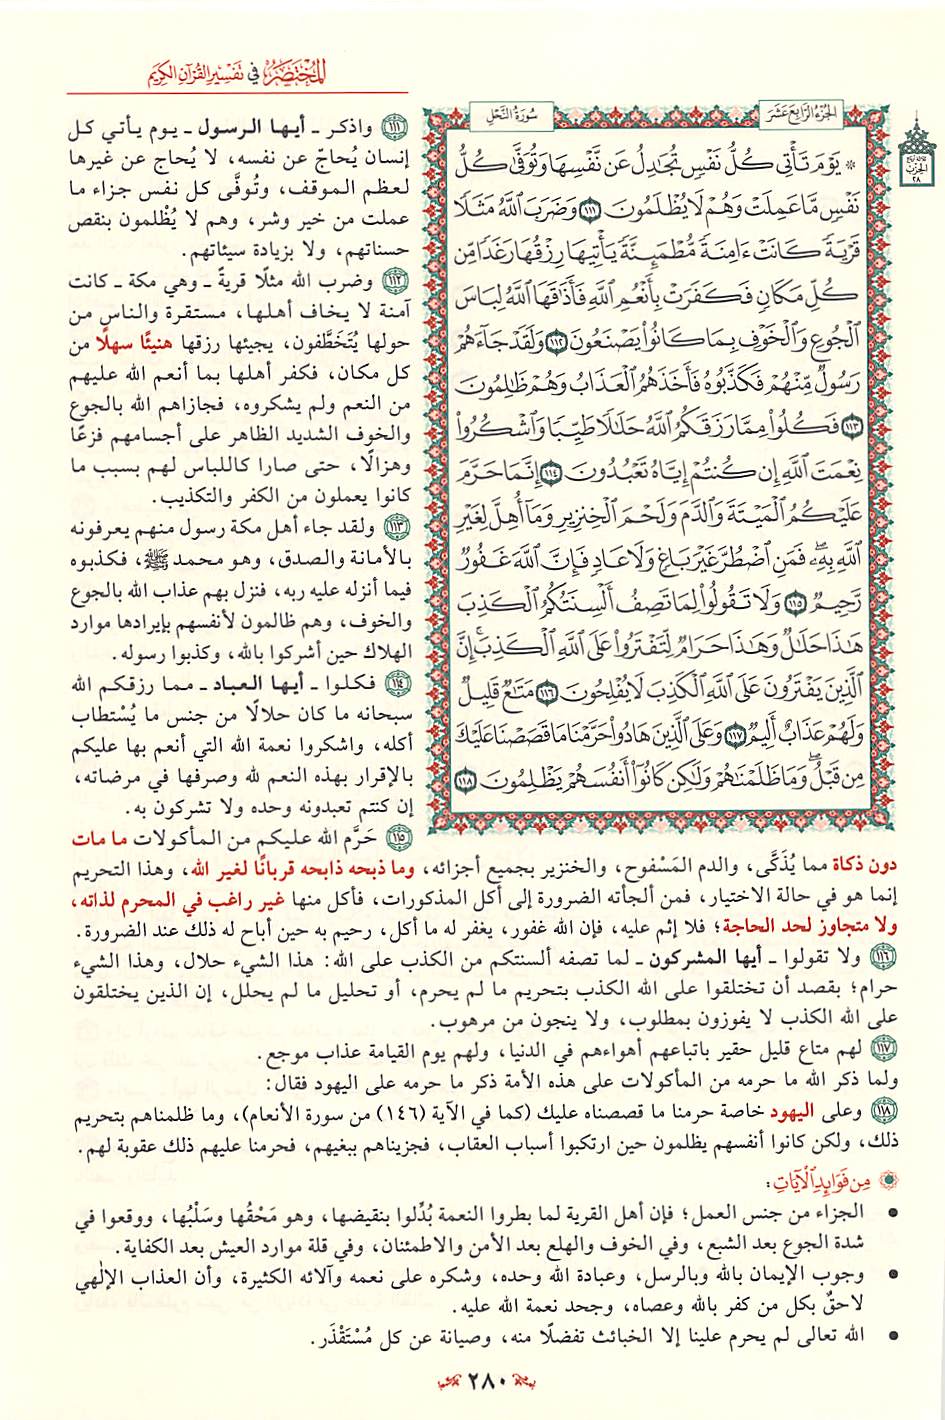 المختصر في تفسير القرآن الكريم
الجزء الرابع عشر
سورة النحل
الحزب
٢٨
۞ يَوْمَ تَأْتِي كُلُّ نَفْسٍ تُجَٰدِلُ عَن نَّفْسِهَا وَتُوَفَّىٰ كُلُّ
نَفْسٍ مَّا عَمِلَتْ وَهُمْ لَا يُظْلَمُونَ ١١١ وَضَرَبَ ٱللَّهُ مَثَلًا
قَرْيَةً كَانَتْ ءَامِنَةً مُّطْمَئِنَّةً يَأْتِيهَا رِزْقُهَا رَغَدًا مِّن
كُلِّ مَكَانٍ فَكَفَرَتْ بِأَنْعُمِ ٱللَّهِ فَأَذَٰقَهَا ٱللَّهُ لِبَاسَ
ٱلْجُوعِ وَٱلْخَوْفِ بِمَا كَانُوا۟ يَصْنَعُونَ ١١٢ وَلَقَدْ جَآءَهُمْ
رَسُولٌ مِّنْهُمْ فَكَذَّبُوهُ فَأَخَذَهُمُ ٱلْعَذَابُ وَهُمْ ظَٰلِمُونَ
١١٣ فَكُلُوا۟ مِمَّا رَزَقَكُمُ ٱللَّهُ حَلَٰلًا طَيِّبًا وَٱشْكُرُوا۟
نِعْمَتَ ٱللَّهِ إِن كُنتُمْ إِيَّاهُ تَعْبُدُونَ ١١٤ إِنَّمَا حَرَّمَ
عَلَيْكُمُ ٱلْمَيْتَةَ وَٱلدَّمَ وَلَحْمَ ٱلْخِنزِيرِ وَمَآ أُهِلَّ لِغَيْرِ
ٱللَّهِ بِهِۦۖ فَمَنِ ٱضْطُرَّ غَيْرَ بَاغٍ وَلَا عَادٍ فَإِنَّ ٱللَّهَ غَفُورٌ
رَّحِيمٌ ١١٥ وَلَا تَقُولُوا۟ لِمَا تَصِفُ أَلْسِنَتُكُمُ ٱلْكَذِبَ
هَٰذَا حَلَٰلٌ وَهَٰذَا حَرَامٌ لِّتَفْتَرُوا۟ عَلَى ٱللَّهِ ٱلْكَذِبَۚ إِنَّ
ٱلَّذِينَ يَفْتَرُونَ عَلَى ٱللَّهِ ٱلْكَذِبَ لَا يُفْلِحُونَ ١١٦ مَتَٰعٌ قَلِيلٌ
وَلَهُمْ عَذَابٌ أَلِيمٌ ١١٧ وَعَلَى ٱلَّذِينَ هَادُوا۟ حَرَّمْنَا مَا قَصَصْنَا عَلَيْكَ
مِن قَبْلُۖ وَمَا ظَلَمْنَٰهُمْ وَلَٰكِن كَانُوٓا۟ أَنفُسَهُمْ يَظْلِمُونَ ١١٨
١١١ واذكر ـ أيها الرسول ـ يوم يأتي كل
إنسان يُحاجّ عن نفسه، لا يُحاج عن غيرها
لعظم الموقف، وتُوفَّى كل نفس جزاء ما
عملت من خير وشر، وهم لا يُظْلمون بنقص
حسناتهم، ولا بزيادة سيئاتهم.
١١٢ وضرب الله مثلًا قريةً ـ وهي مكة ـ كانت
آمنة لا يخاف أهلها، مستقرة والناس من
حولها يُتَخَطَّفون، يجيئها رزقها هنيئًا سهلًا من
كل مكان، فكفر أهلها بما أنعم الله عليهم
من النعم ولم يشكروه، فجازاهم الله بالجوع
والخوف الشديد الظاهر على أجسامهم فزعًا
وهزالًا، حتى صارا كاللباس لهم بسبب ما
كانوا يعملون من الكفر والتكذيب.
١١٣ ولقد جاء أهل مكة رسول منهم يعرفونه
بالأمانة والصدق، وهو محمد ﷺ، فكذبوه
فيما أنزله عليه ربه، فنزل بهم عذاب الله بالجوع
والخوف، وهم ظالمون لأنفسهم بإيرادها موارد
الهلاك حين أشركوا بالله، وكذبوا رسوله.
١١٤ فكلوا ـ أيها العباد ـ مما رزقكم الله
سبحانه ما كان حلالًا من جنس ما يُسْتطاب
أكله، واشكروا نعمة الله التي أنعم بها عليكم
بالإقرار بهذه النعم لله وصرفها في مرضاته،
إن كنتم تعبدونه وحده ولا تشركون به.
١١٥ حَرَّم الله عليكم من المأكولات ما مات
دون ذكاة مما يُذَكَّى، والدم المَسْفوح، والخنزير بجميع أجزائه، وما ذبحه ذابحه قربانًا لغير الله، وهذا التحريم
إنما هو في حالة الاختيار، فمن ألجأته الضرورة إلى أكل المذكورات، فأكل منها غير راغب في المحرم لذاته،
ولا متجاوز لحد الحاجة؛ فلا إثم عليه، فإن الله غفور، يغفر له ما أكل، رحيم به حين أباح له ذلك عند الضرورة.
١١٦ ولا تقولوا ـ أيها المشركون ـ لما تصفه ألسنتكم من الكذب على الله: هذا الشيء حلال، وهذا الشيء
حرام؛ بقصد أن تختلقوا على الله الكذب بتحريم ما لم يحرم، أو تحليل ما لم يحلل، إن الذين يختلقون
على الله الكذب لا يفوزون بمطلوب، ولا ينجون من مرهوب.
١١٧ لهم متاع قليل حقير باتباعهم أهواءهم في الدنيا، ولهم يوم القيامة عذاب موجع.
ولما ذكر الله ما حرمه من المأكولات على هذه الأمة ذكر ما حرمه على اليهود فقال:
١١٨ وعلى اليهود خاصة حرمنا ما قصصناه عليك (كما في الآية (١٤٦) من سورة الأنعام)، وما ظلمناهم بتحريم
ذلك، ولكن كانوا أنفسهم يظلمون حين ارتكبوا أسباب العقاب، فجزيناهم ببغيهم، فحرمنا عليهم ذلك عقوبة لهم.
من فوائد الآيات:
• الجزاء من جنس العمل؛ فإن أهل القرية لما بطروا النعمة بُدِّلوا بنقيضها، وهو مَحْقُها وسَلْبُها، ووقعوا في
شدة الجوع بعد الشبع، وفي الخوف والهلع بعد الأمن والاطمئنان، وفي قلة موارد العيش بعد الكفاية.
• وجوب الإيمان بالله وبالرسل، وعبادة الله وحده، وشكره على نعمه وآلائه الكثيرة، وأن العذاب الإلٰهي
لاحقٌ بكل من كفر بالله وعصاه، وجحد نعمة الله عليه.
• الله تعالى لم يحرم علينا إلا الخبائث تفضلًا منه، وصيانة عن كل مُسْتَقْذَر.
٢٨٠